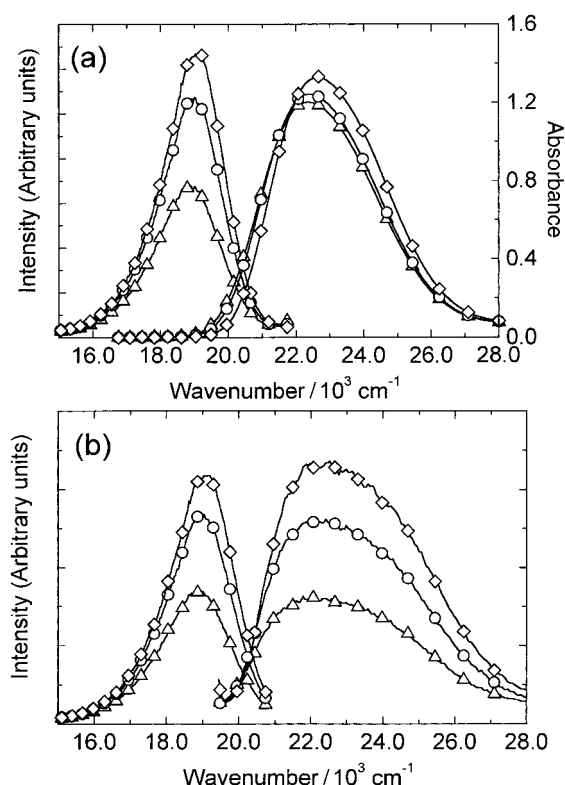 (a)
1.6
1.2
0.8
0.4
0.0
Intensity (Arbitrary units)
Absorbance
16.0 18.0 20.0 22.0 24.0 26.0 28.0
Wavenumber / 10³ cm⁻¹
(b)
Intensity (Arbitrary units)
16.0 18.0 20.0 22.0 24.0 26.0 28.0
Wavenumber / 10³ cm⁻¹